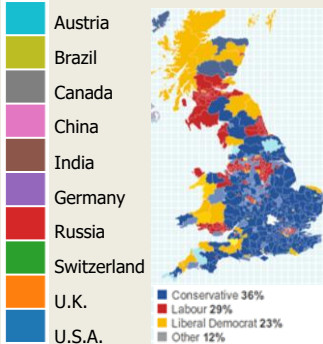 Austria
Brazil
Canada
China
India
Germany
Russia
Switzerland
U.K.
U.S.A.
Conservative 36%
Labour 29%
Liberal Democrat 23%
Other 12%